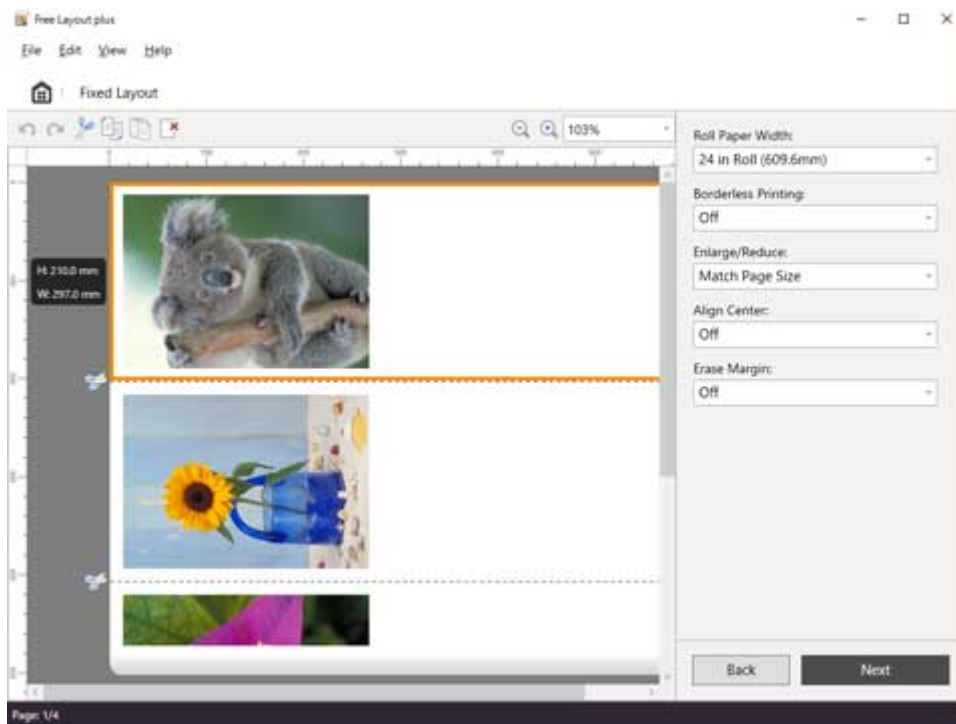 Free Layout plus
File Edit View Help
Fixed Layout
103%
Roll Paper Width:
24 in Roll (609.6mm)
Borderless Printing:
Off
Enlarge/Reduce:
Match Page Size
Align Center:
Off
Erase Margin:
Off
H: 210.0 mm
W: 297.0 mm
Back Next
Page: 1/4